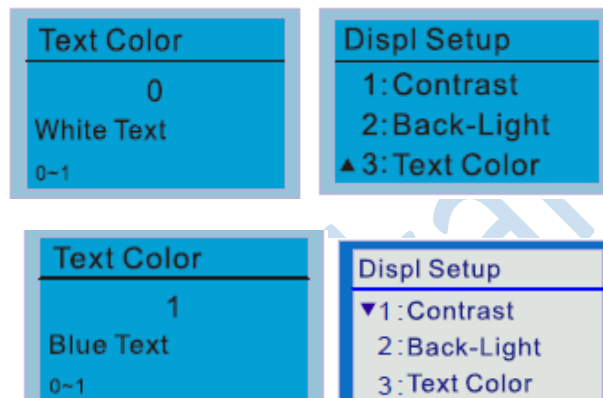 Text Color
0
White Text
0~1
Displ Setup
1:Contrast
2:Back-Light
▲3:Text Color
Text Color
1
Blue Text
0~1
Displ Setup
▼1:Contrast
2:Back-Light
3:Text Color